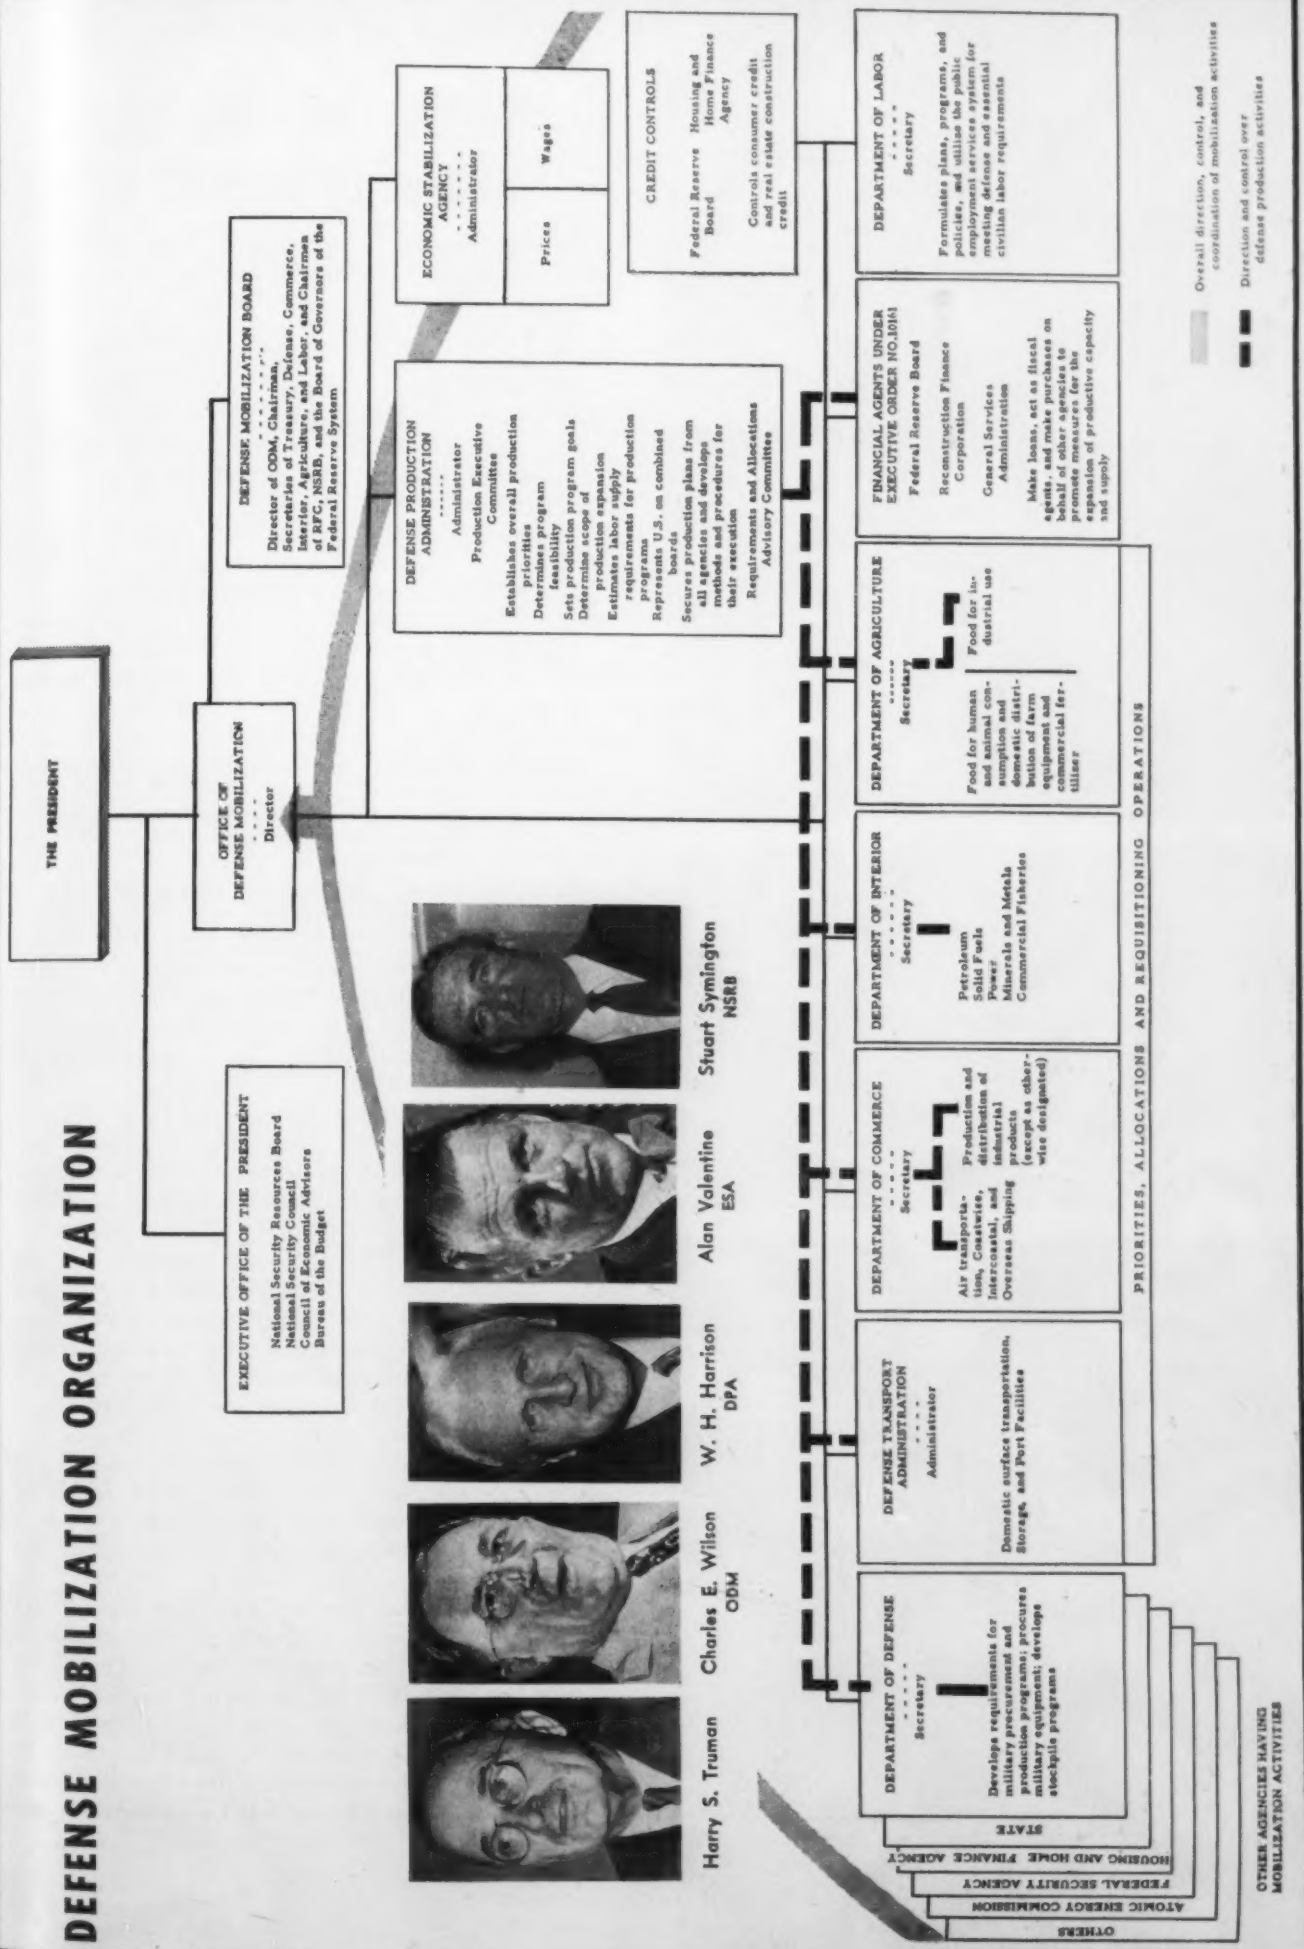 DEFENSE MOBILIZATION ORGANIZATION
THE PRESIDENT
EXECUTIVE OFFICE OF THE PRESIDENT
National Security Resources Board
National Security Council
Council of Economic Advisors
Bureau of the Budget
OFFICE OF
DEFENSE MOBILIZATION
- - - -
Director
DEFENSE MOBILIZATION BOARD
- - - - - - - -
Director of ODM, Chairman,
Secretaries of Treasury, Defense, Commerce,
Interior, Agriculture, and Labor, and Chairmen
of RFC, NSRB, and the Board of Governors of the
Federal Reserve System
Harry S. Truman
Charles E. Wilson
ODM
W. H. Harrison
DPA
Alan Valentine
ESA
Stuart Symington
NSRB
DEFENSE PRODUCTION
ADMINISTRATION
- - - - -
Administrator
Production Executive
Committee
Establishes overall production
priorities
Determines program
feasibility
Sets production program goals
Determine scope of
production expansion
Estimates labor supply
requirements for production
programs
Represents U.S. on combined
boards
Secures production plans from
all agencies and develops
methods and procedures for
their execution
Requirements and Allocations
Advisory Committee
ECONOMIC STABILIZATION
AGENCY
- - - - - -
Administrator
Prices
Wages
CREDIT CONTROLS
Federal Reserve
Board
Housing and
Home Finance
Agency
Controls consumer credit
and real estate construction
credit
DEPARTMENT OF DEFENSE
- - - - -
Secretary
Develops requirements for
military procurement and
production programs; procures
military equipment; develops
stockpile programs
STATE
HOUSING AND HOME FINANCE AGENCY
FEDERAL SECURITY AGENCY
ATOMIC ENERGY COMMISSION
OTHERS
OTHER AGENCIES HAVING
MOBILIZATION ACTIVITIES
DEFENSE TRANSPORT
ADMINISTRATION
- - - -
Administrator
Domestic surface transportation,
Storage, and Port Facilities
DEPARTMENT OF COMMERCE
- - - - -
Secretary
Air transporta-
tion, Coastwise,
Intercoastal, and
Overseas Shipping
Production and
distribution of
industrial
products
(except as other-
wise designated)
DEPARTMENT OF INTERIOR
- - - - - -
Secretary
Petroleum
Solid Fuels
Power
Minerals and Metals
Commercial Fisheries
DEPARTMENT OF AGRICULTURE
- - - - - -
Secretary
Food for human
and animal con-
sumption and
domestic distri-
bution of farm
equipment and
commercial fer-
tilizer
Food for in-
dustrial use
PRIORITIES, ALLOCATIONS AND REQUISITIONING OPERATIONS
FINANCIAL AGENTS UNDER
EXECUTIVE ORDER NO.10161
Federal Reserve Board
Reconstruction Finance
Corporation
General Services
Administration
Make loans, act as fiscal
agents, and make purchases on
behalf of other agencies to
promote measures for the
expansion of productive capacity
and supply
DEPARTMENT OF LABOR
- - - - -
Secretary
Formulates plans, programs, and
policies, and utilize the public
employment services system for
meeting defense and essential
civilian labor requirements
Overall direction, control, and
coordination of mobilization activities
Direction and control over
defense production activities